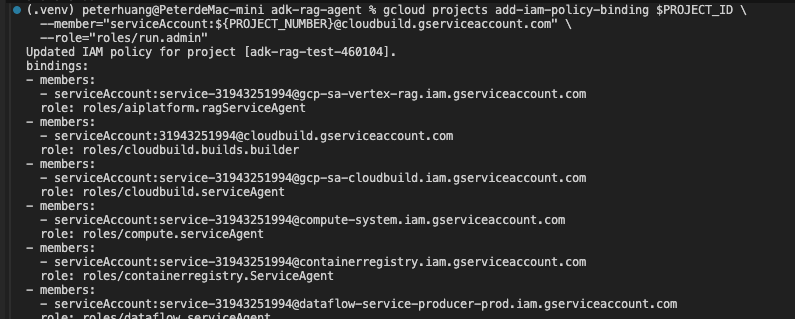 (.venv) peterhuang@PeterdeMac-mini adk-rag-agent % gcloud projects add-iam-policy-binding $PROJECT_ID \
--member="serviceAccount:${PROJECT_NUMBER}@cloudbuild.gserviceaccount.com" \
--role="roles/run.admin"
Updated IAM policy for project [adk-rag-test-460104].
bindings:
- members:
- serviceAccount:service-31943251994@gcp-sa-vertex-rag.iam.gserviceaccount.com
role: roles/aiplatform.ragServiceAgent
- members:
- serviceAccount:31943251994@cloudbuild.gserviceaccount.com
role: roles/cloudbuild.builds.builder
- members:
- serviceAccount:service-31943251994@gcp-sa-cloudbuild.iam.gserviceaccount.com
role: roles/cloudbuild.serviceAgent
- members:
- serviceAccount:service-31943251994@compute-system.iam.gserviceaccount.com
role: roles/compute.serviceAgent
- members:
- serviceAccount:service-31943251994@containerregistry.iam.gserviceaccount.com
role: roles/containerregistry.ServiceAgent
- members:
- serviceAccount:service-31943251994@dataflow-service-producer-prod.iam.gserviceaccount.com
role: roles/dataflow.serviceAgent